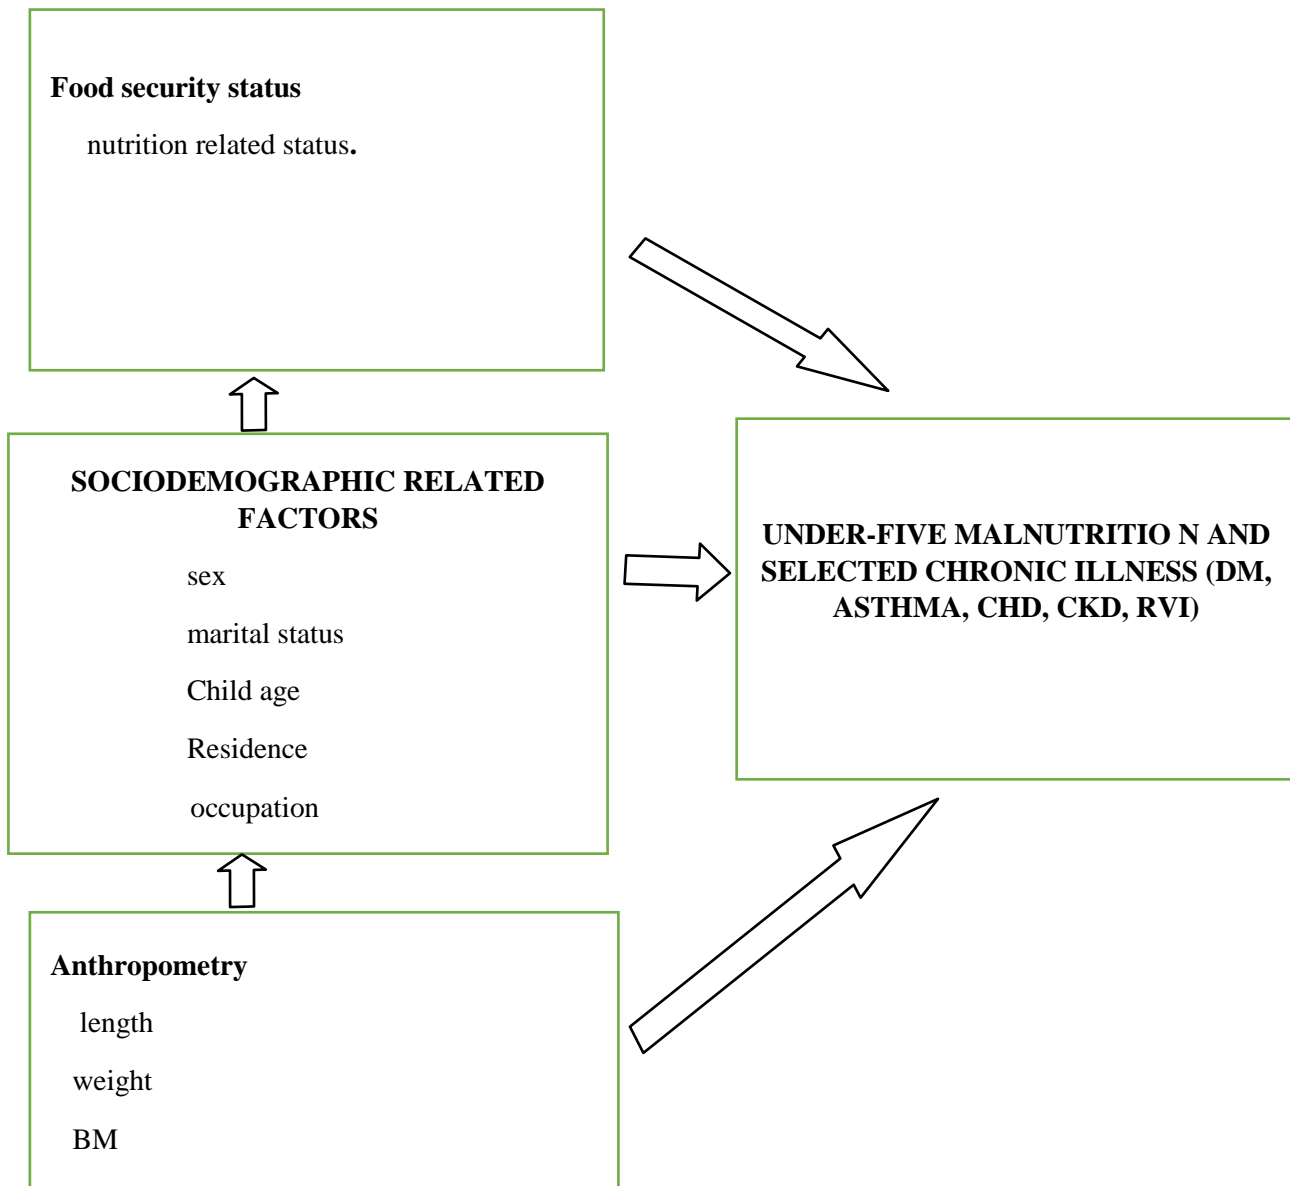 Food security status
nutrition related status.
SOCIODEMOGRAPHIC RELATED
FACTORS
sex
marital status
Child age
Residence
occupation
Anthropometry
length
weight
BM
UNDER-FIVE MALNUTRITIO N AND
SELECTED CHRONIC ILLNESS (DM,
ASTHMA, CHD, CKD, RVI)